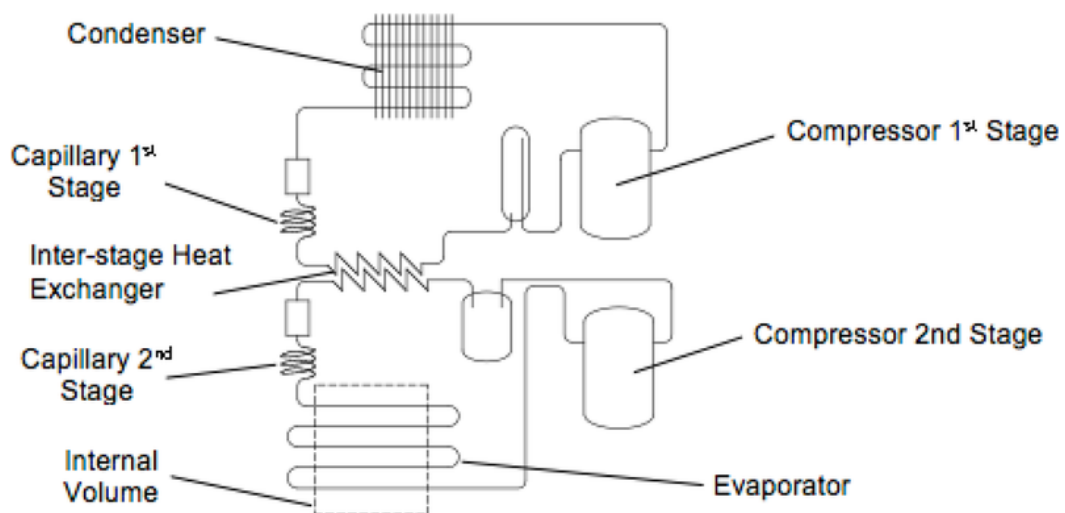 Condenser
Compressor 1st Stage
Capillary 1st
Stage
Inter-stage Heat
Exchanger
Compressor 2nd Stage
Capillary 2nd
Stage
Internal
Volume
Evaporator